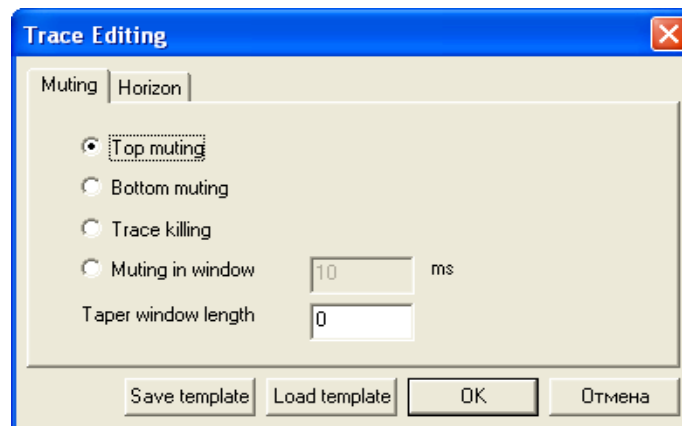 Trace Editing
Muting Horizon
Top muting
Bottom muting
Trace killing
Muting in window 10 ms
Taper window length 0
Save template Load template OK Отмена